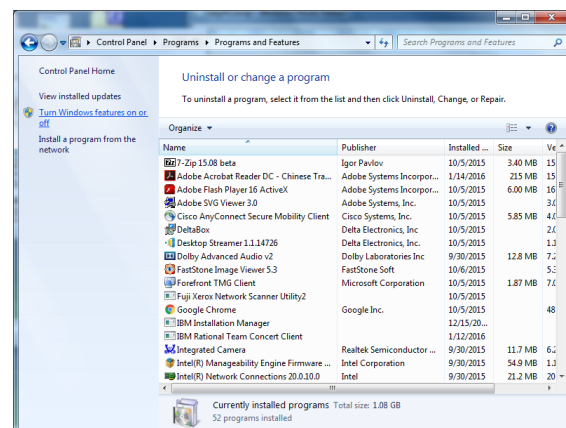 Control Panel ▸ Programs ▸ Programs and Features
Search Programs and Features
Control Panel Home
View installed updates
Turn Windows features on or off
Install a program from the network
Uninstall or change a program
To uninstall a program, select it from the list and then click Uninstall, Change, or Repair.
Organize
Name Publisher Installed ... Size Ve
7-Zip 15.08 beta Igor Pavlov 10/5/2015 3.40 MB 15
Adobe Acrobat Reader DC - Chinese Tra... Adobe Systems Incorpor... 1/14/2016 215 MB 15
Adobe Flash Player 16 ActiveX Adobe Systems Incorpor... 10/5/2015 6.00 MB 16
Adobe SVG Viewer 3.0 Adobe Systems, Inc. 10/5/2015 3.0
Cisco AnyConnect Secure Mobility Client Cisco Systems, Inc. 10/5/2015 5.85 MB 4.0
DeltaBox Delta Electronics, Inc 10/5/2015 2.0
Desktop Streamer 1.1.14726 Delta Electronics, Inc. 10/5/2015 1.1
Dolby Advanced Audio v2 Dolby Laboratories Inc 9/30/2015 12.8 MB 7.2
FastStone Image Viewer 5.3 FastStone Soft 10/6/2015 5.3
Forefront TMG Client Microsoft Corporation 10/5/2015 1.87 MB 7.0
Fuji Xerox Network Scanner Utility2 10/5/2015
Google Chrome Google Inc. 10/5/2015 48
IBM Installation Manager 12/15/20...
IBM Rational Team Concert Client 1/12/2016
Integrated Camera Realtek Semiconductor ... 9/30/2015 11.7 MB 6.2
Intel(R) Manageability Engine Firmware ... Intel Corporation 9/30/2015 54.9 MB 1.1
Intel(R) Network Connections 20.0.10.0 Intel 9/30/2015 21.2 MB 20
Currently installed programs Total size: 1.08 GB
52 programs installed